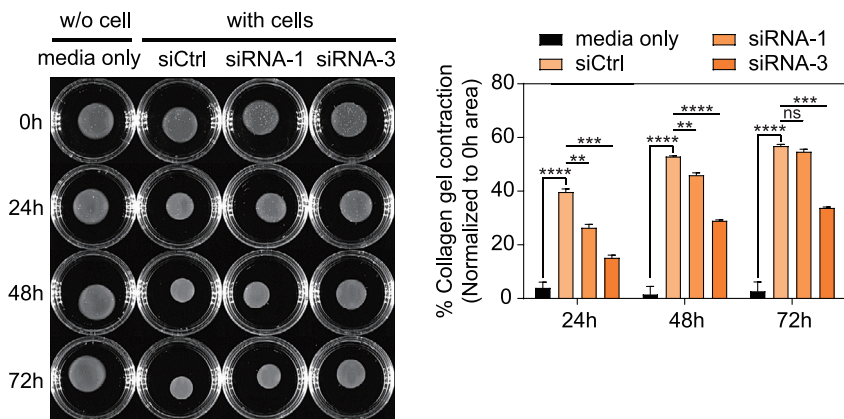 w/o cell with cells
media only siCtrl siRNA-1 siRNA-3
0h
24h
48h
72h
media only siRNA-1
siCtrl siRNA-3
% Collagen gel contraction
(Normalized to 0h area)
80
60
40
20
0
**** ** ***
**** ** ****
**** ns ***
24h 48h 72h